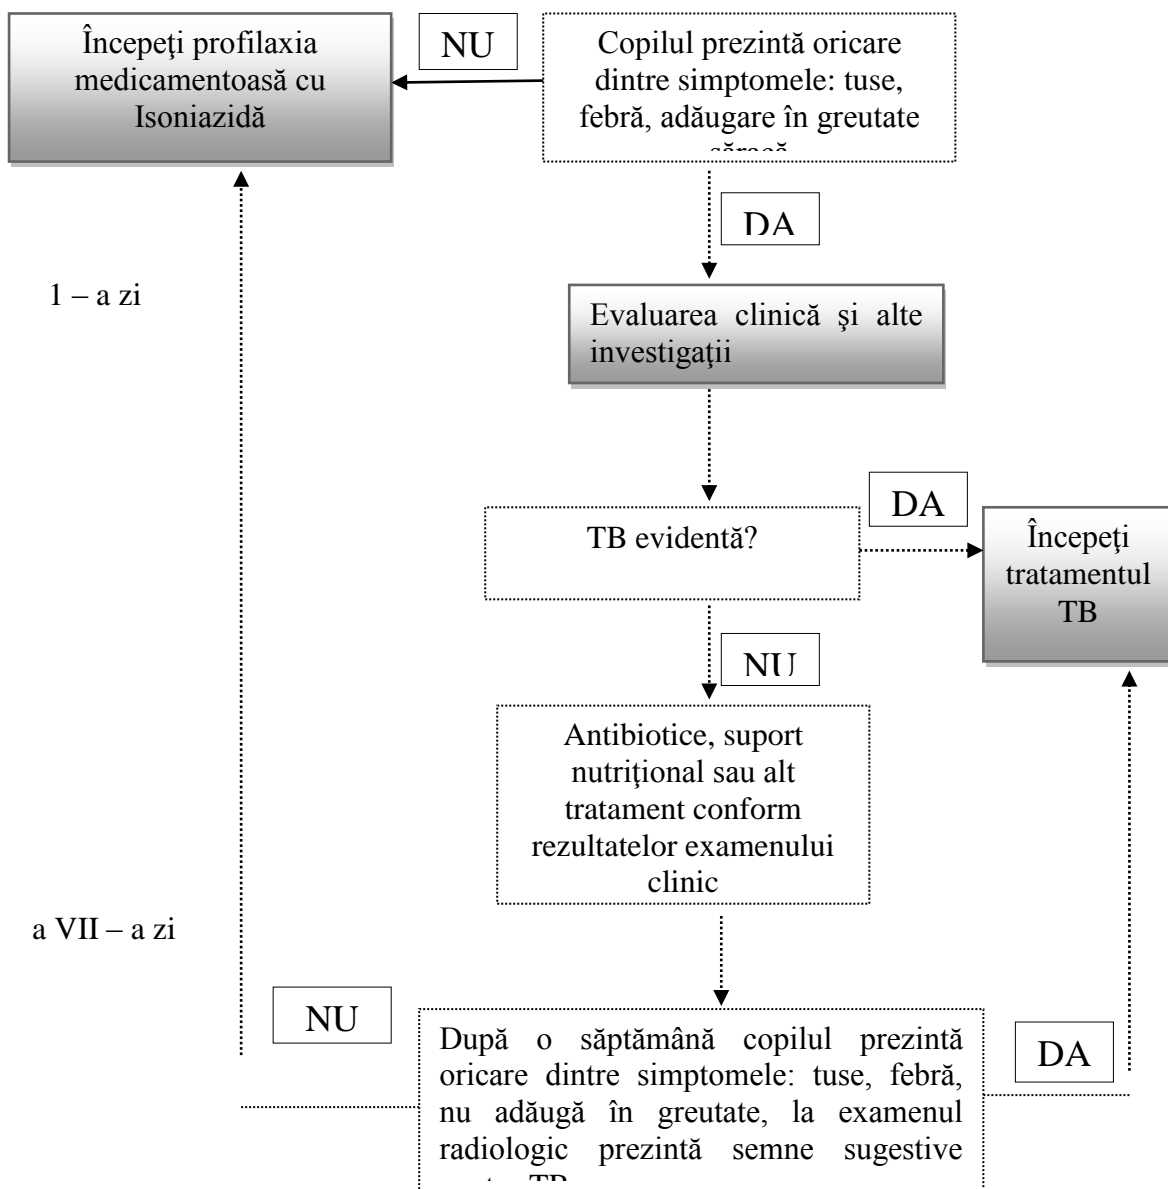 Începeţi profilaxia
medicamentoasă cu
Isoniazidă
NU
Copilul prezintă oricare
dintre simptomele: tuse,
febră, adăugare în greutate
săracă
DA
1 – a zi
Evaluarea clinică şi alte
investigaţii
DA
TB evidentă?
Începeţi
tratamentul
TB
NU
Antibiotice, suport
nutriţional sau alt
tratament conform
rezultatelor examenului
clinic
a VII – a zi
NU
După o săptămână copilul prezintă
oricare dintre simptomele: tuse, febră,
nu adăugă în greutate, la examenul
radiologic prezintă semne sugestive
TB
DA